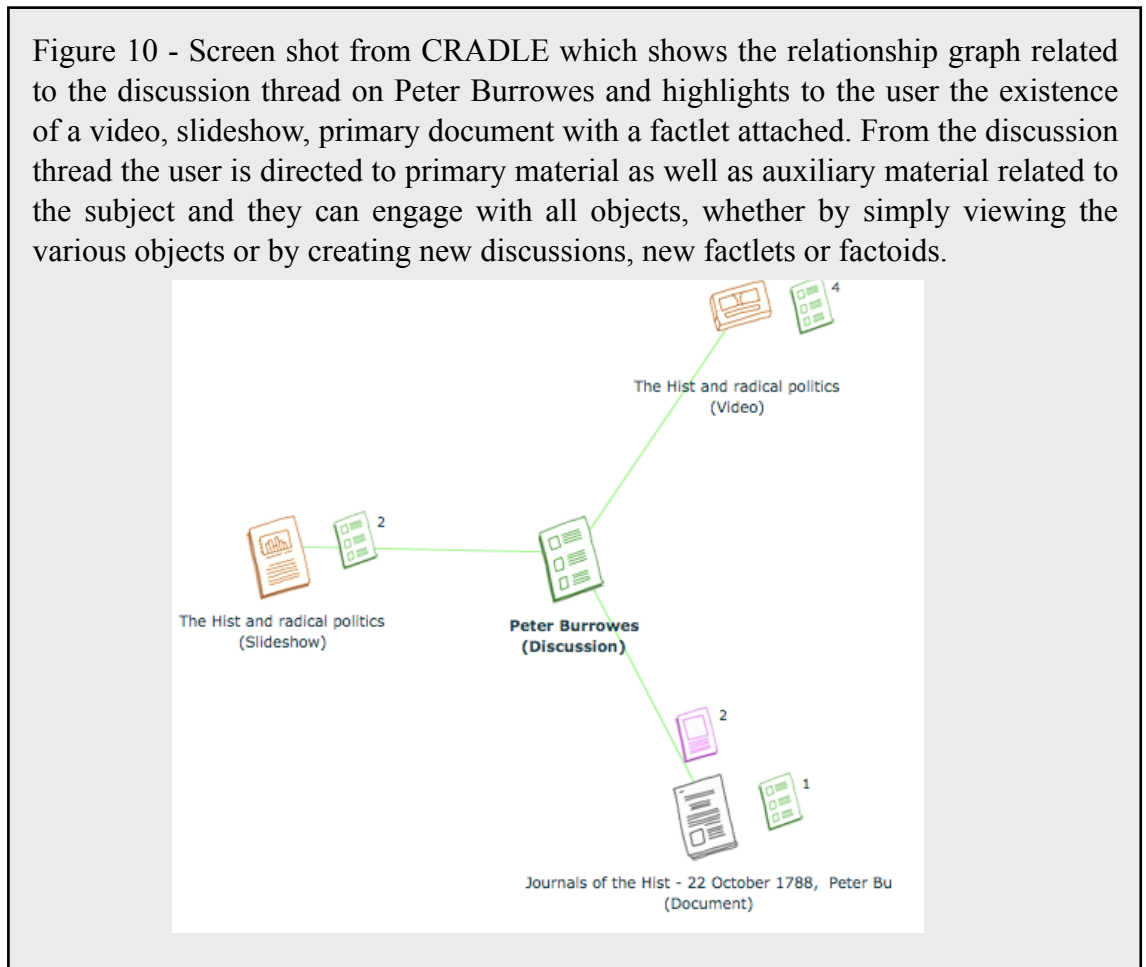 Figure 10 - Screen shot from CRADLE which shows the relationship graph related
to the discussion thread on Peter Burrowes and highlights to the user the existence
of a video, slideshow, primary document with a factlet attached. From the discussion
thread the user is directed to primary material as well as auxiliary material related to
the subject and they can engage with all objects, whether by simply viewing the
various objects or by creating new discussions, new factlets or factoids.
4
The Hist and radical politics
(Video)
2
The Hist and radical politics
(Slideshow)
Peter Burrowes
(Discussion)
2
1
Journals of the Hist - 22 October 1788, Peter Bu
(Document)